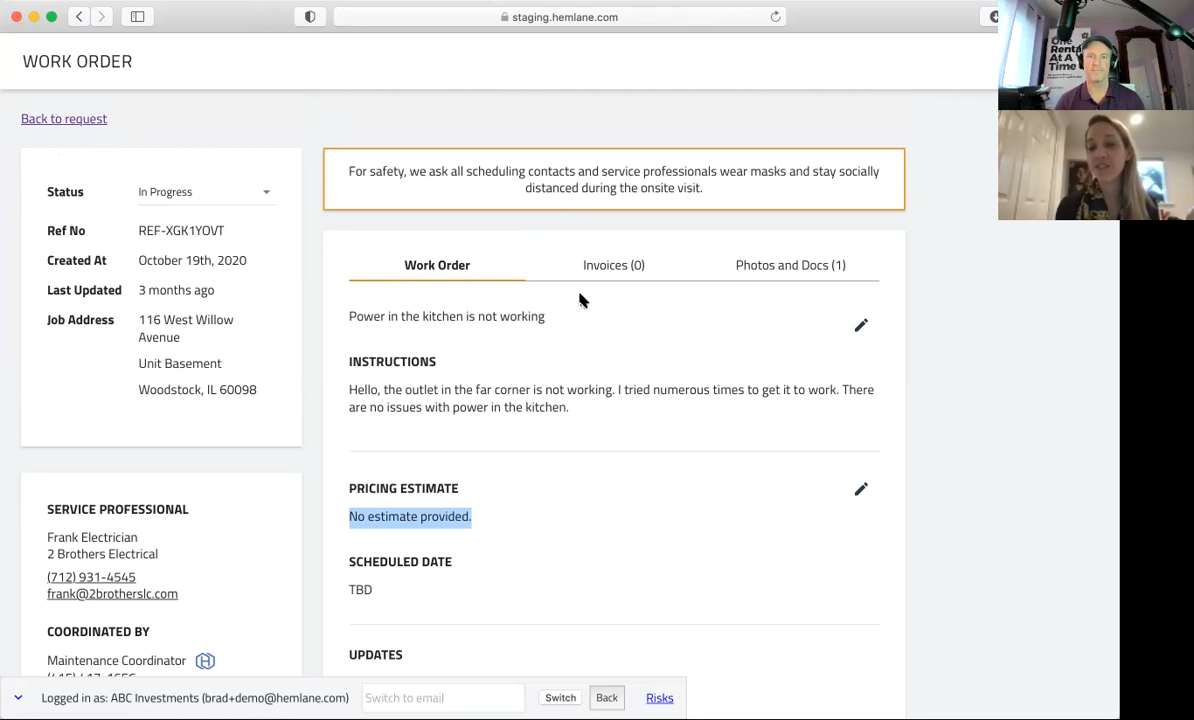 staging.hemlane.com
WORK ORDER
Back to request
Status
In Progress
Ref No
REF-XGK1YOVT
Created At
October 19th, 2020
Last Updated
3 months ago
Job Address
116 West Willow
Avenue
Unit Basement
Woodstock, IL 60098
SERVICE PROFESSIONAL
Frank Electrician
2 Brothers Electrical
(712) 931-4545
frank@2brotherslc.com
COORDINATED BY
Maintenance Coordinator
For safety, we ask all scheduling contacts and service professionals wear masks and stay socially
distanced during the onsite visit.
Work Order
Invoices (0)
Photos and Docs (1)
Power in the kitchen is not working
INSTRUCTIONS
Hello, the outlet in the far corner is not working. I tried numerous times to get it to work. There
are no issues with power in the kitchen.
PRICING ESTIMATE
No estimate provided.
SCHEDULED DATE
TBD
UPDATES
Logged in as: ABC Investments (brad+demo@hemlane.com)
Switch to email
Switch
Back
Risks
One
Rental
At A
Time